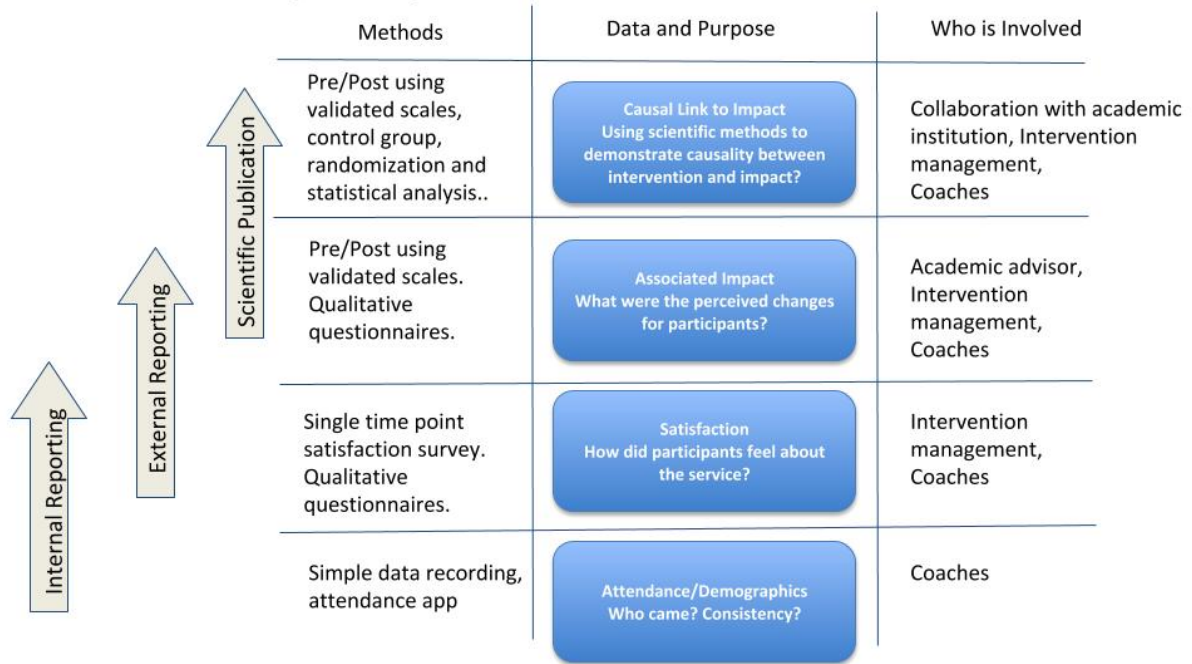 Methods
Data and Purpose
Who is Involved
Scientific Publication
Pre/Post using
validated scales,
control group,
randomization and
statistical analysis..
Causal Link to Impact
Using scientific methods to
demonstrate causality between
intervention and impact?
Collaboration with academic
institution, Intervention
management,
Coaches
External Reporting
Pre/Post using
validated scales.
Qualitative
questionnaires.
Associated Impact
What were the perceived changes
for participants?
Academic advisor,
Intervention
management,
Coaches
Internal Reporting
Single time point
satisfaction survey.
Qualitative
questionnaires.
Satisfaction
How did participants feel about
the service?
Intervention
management,
Coaches
Simple data recording,
attendance app
Attendance/Demographics
Who came? Consistency?
Coaches